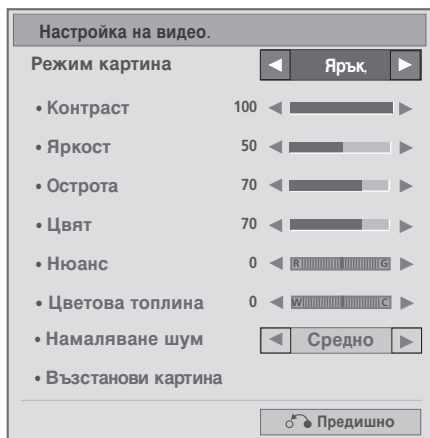 Настройка на видео.
Режим картина ◄ Ярък, ►
• Контраст 100 ◄ ►
• Яркост 50 ◄ ►
• Острота 70 ◄ ►
• Цвят 70 ◄ ►
• Нюанс 0 ◄ R G ►
• Цветова топлина 0 ◄ W C ►
• Намаляване шум ◄ Средно ►
• Възстанови картина
Предишно